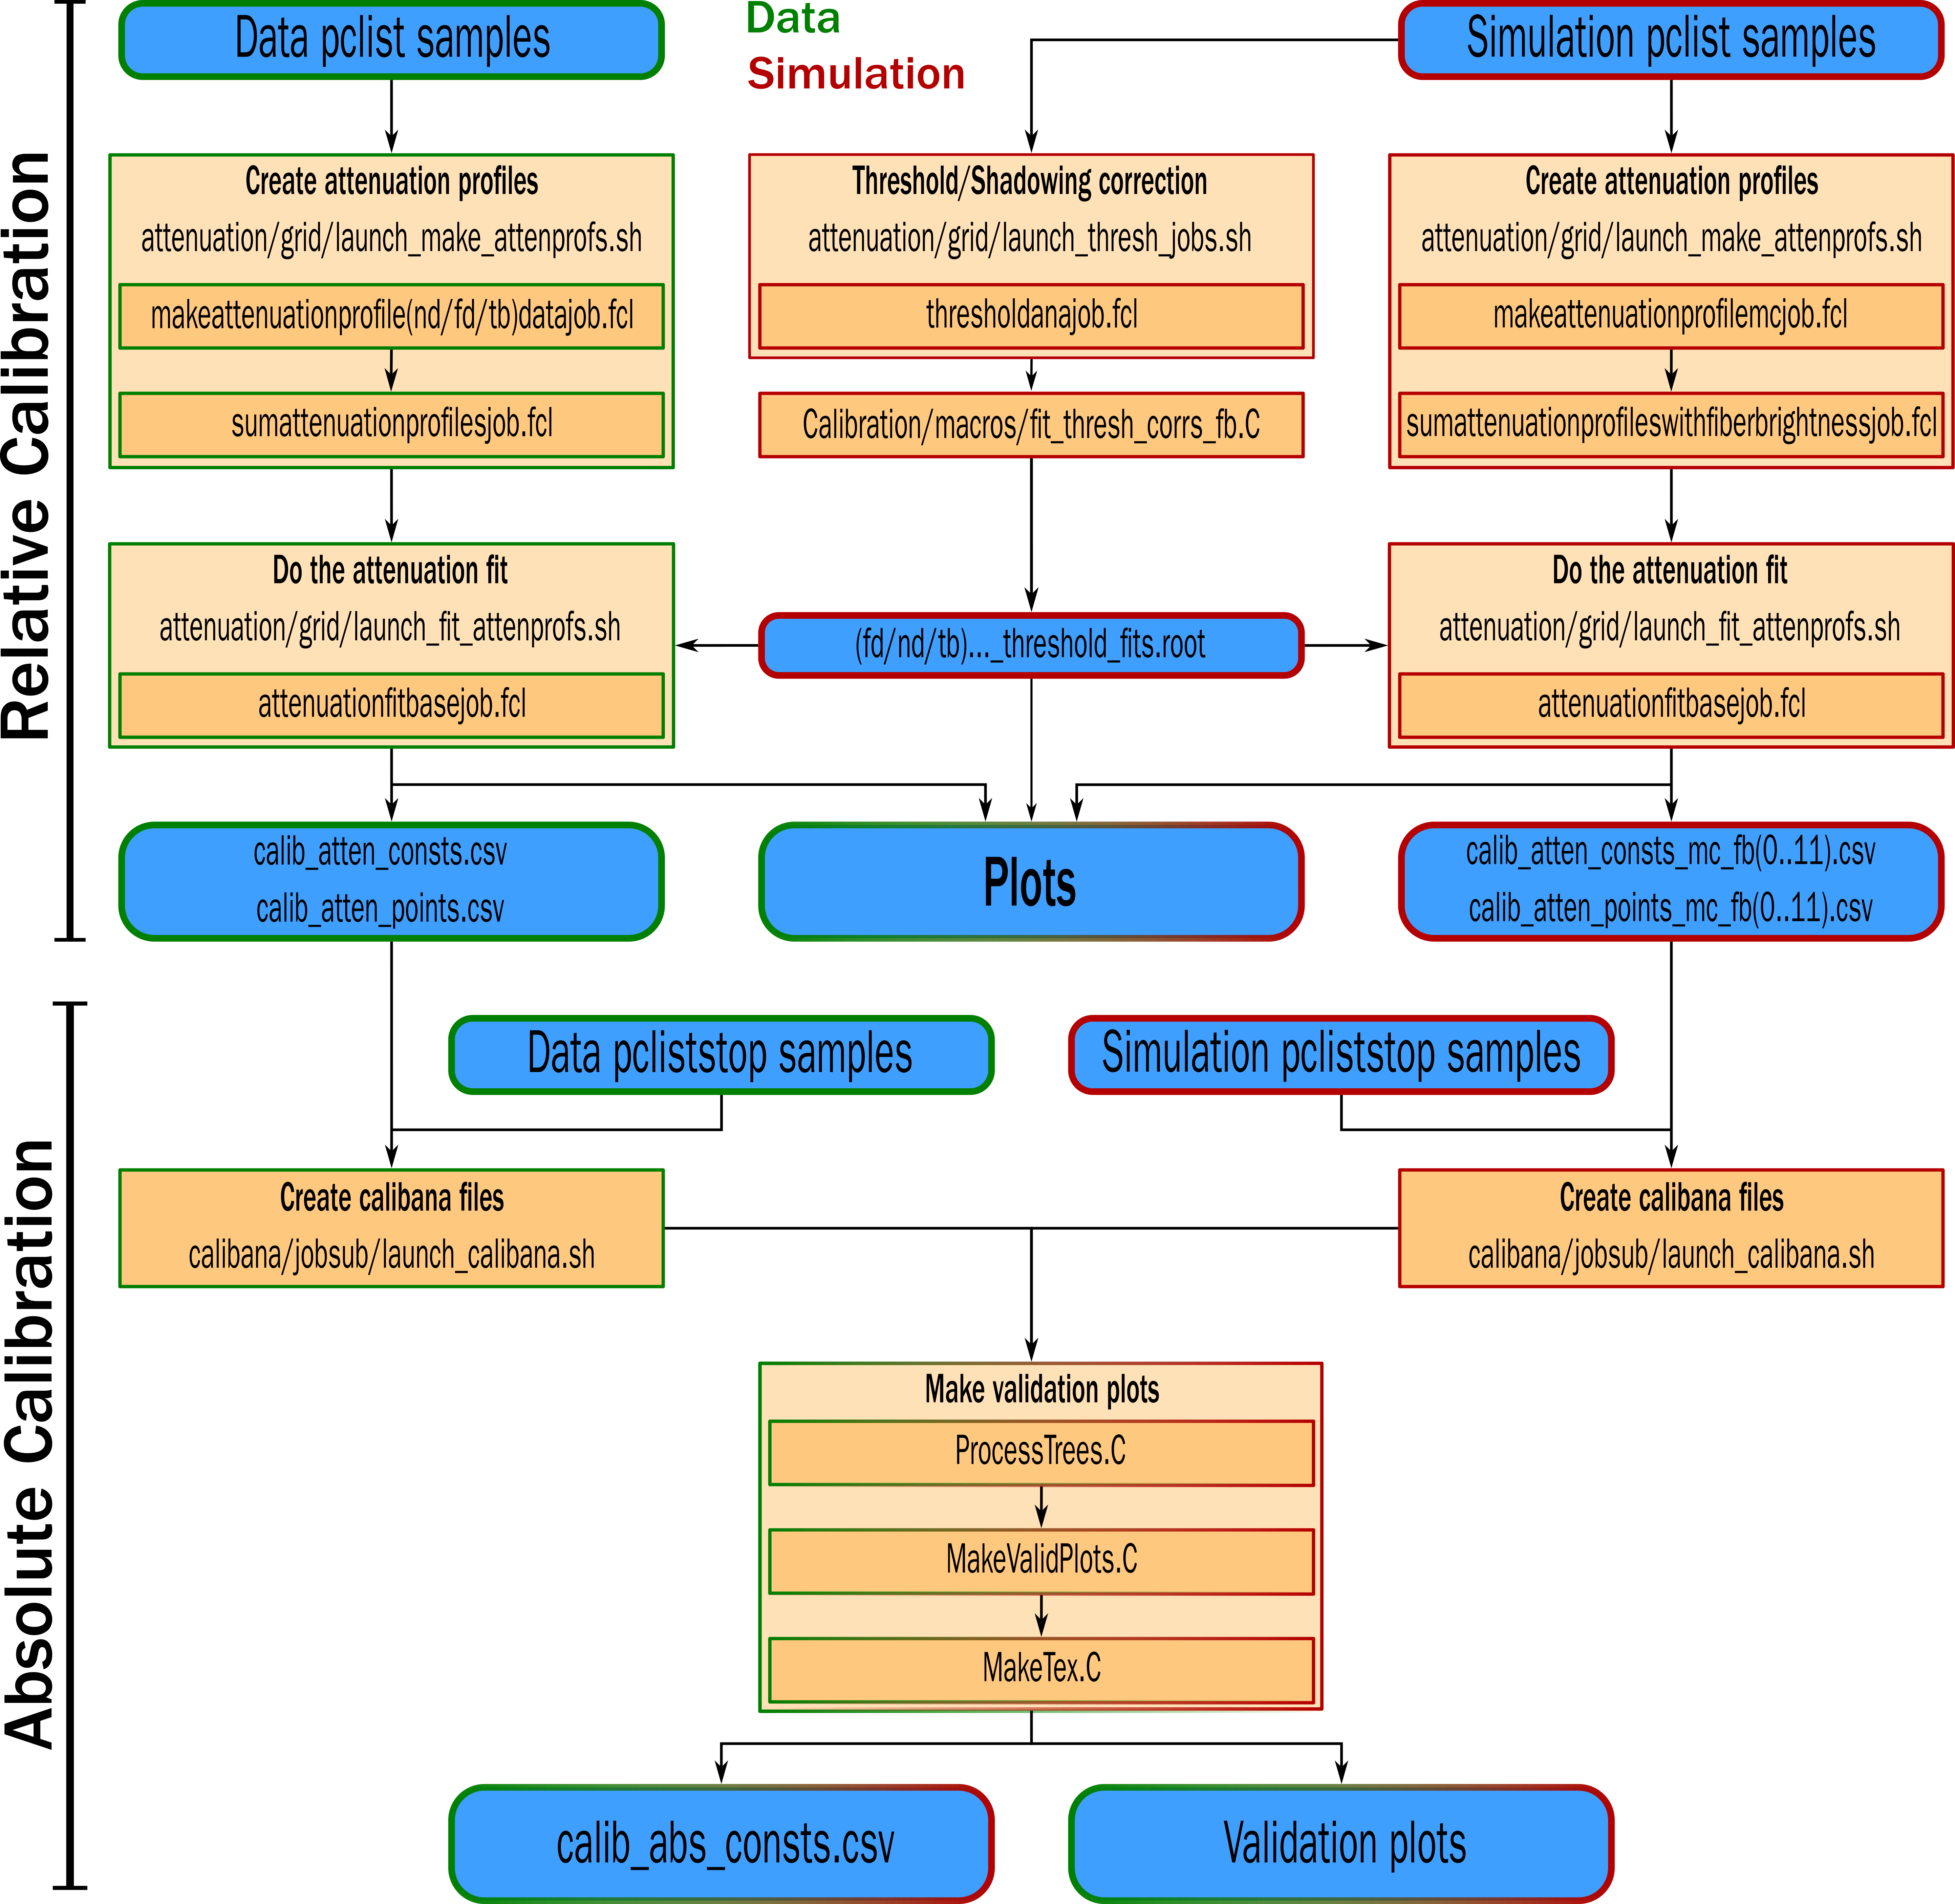 Data
Simulation
Relative Calibration
Data pclist samples
Simulation pclist samples
Create attenuation profiles
attenuation/grid/launch_make_attenprofs.sh
makeattenuationprofile(nd/fd/tb)datajob.fcl
sumattenuationprofilesjob.fcl
Threshold/Shadowing correction
attenuation/grid/launch_thresh_jobs.sh
thresholdanajob.fcl
Calibration/macros/fit_thresh_corrs_fb.C
Create attenuation profiles
attenuation/grid/launch_make_attenprofs.sh
makeattenuationprofilemcjob.fcl
sumattenuationprofileswithfiberbrightnessjob.fcl
Do the attenuation fit
attenuation/grid/launch_fit_attenprofs.sh
attenuationfitbasejob.fcl
(fd/nd/tb)..._threshold_fits.root
Do the attenuation fit
attenuation/grid/launch_fit_attenprofs.sh
attenuationfitbasejob.fcl
calib_atten_consts.csv
calib_atten_points.csv
Plots
calib_atten_consts_mc_fb(0..11).csv
calib_atten_points_mc_fb(0..11).csv
Absolute Calibration
Data pcliststop samples
Simulation pcliststop samples
Create calibana files
calibana/jobsub/launch_calibana.sh
Create calibana files
calibana/jobsub/launch_calibana.sh
Make validation plots
ProcessTrees.C
MakeValidPlots.C
MakeTex.C
calib_abs_consts.csv
Validation plots